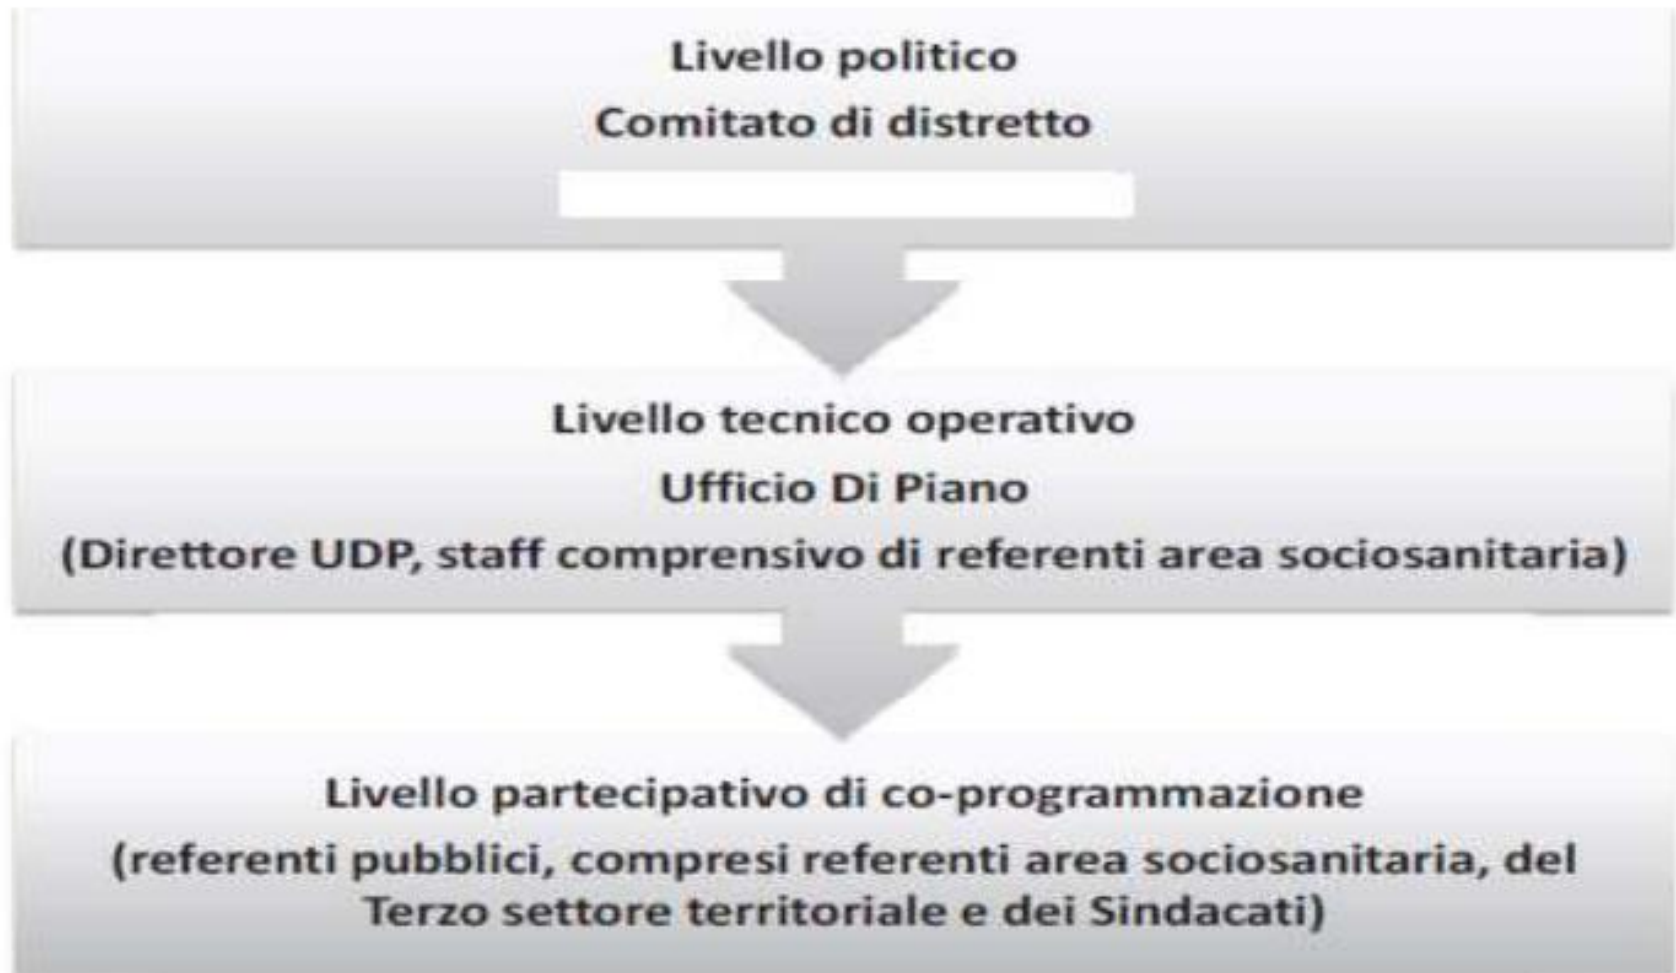 Livello politico
Comitato di distretto
Livello tecnico operativo
Ufficio Di Piano
(Direttore UDP, staff comprensivo di referenti area sociosanitaria)
Livello partecipativo di co-programmazione
(referenti pubblici, compresi referenti area sociosanitaria, del
Terzo settore territoriale e dei Sindacati)